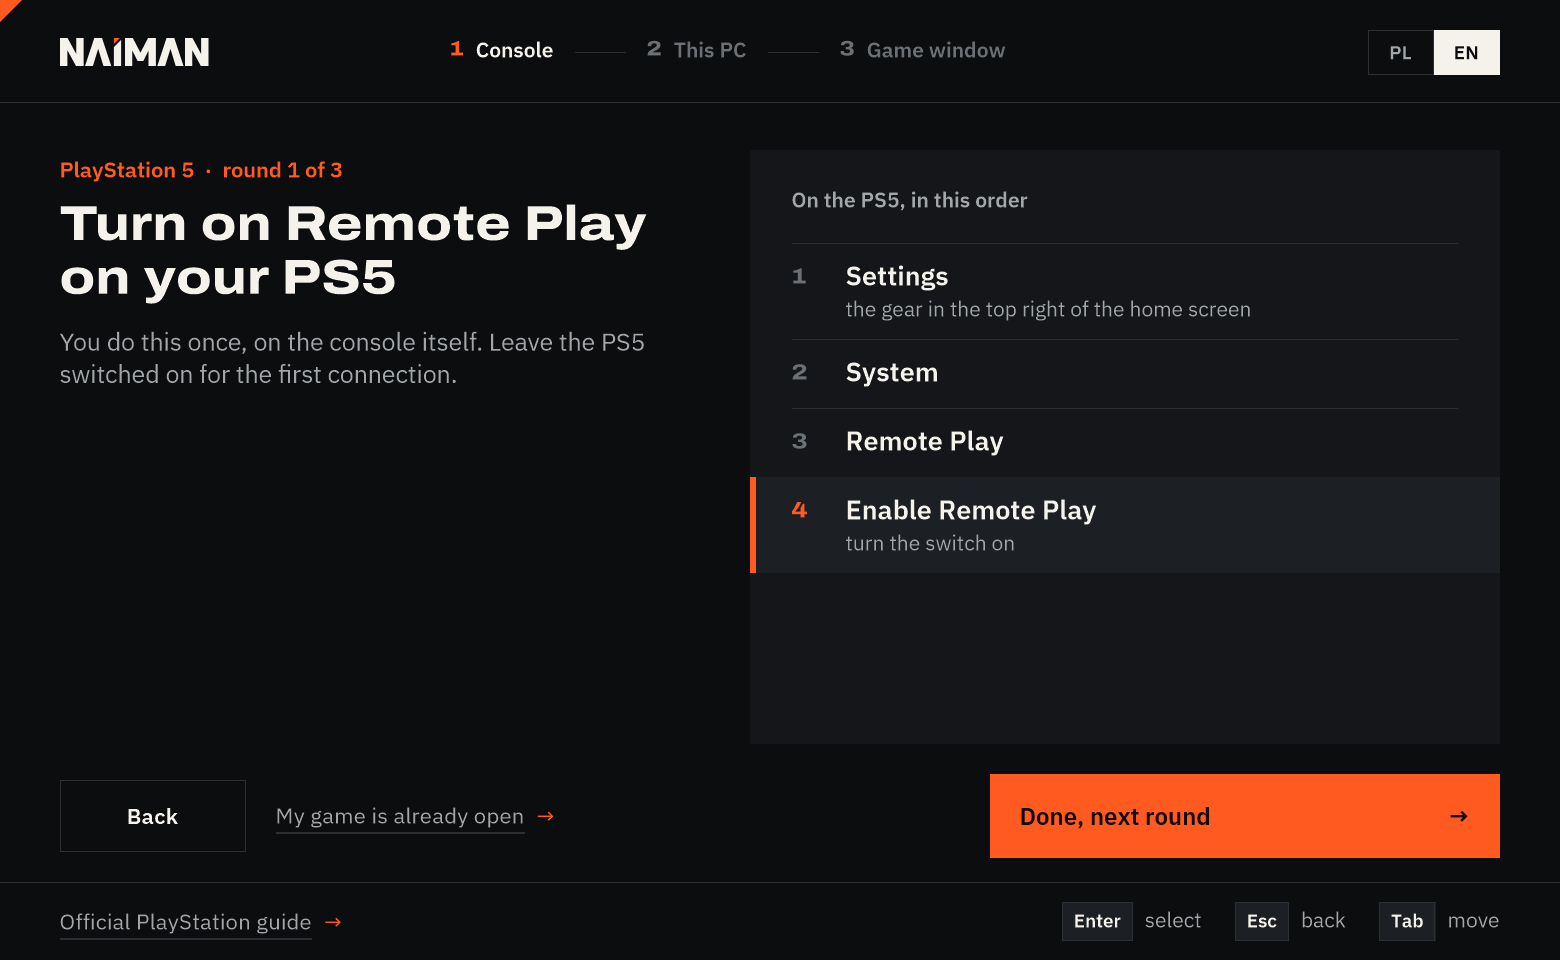 NAIMAN
1 Console
2 This PC
3 Game window
PL
EN
PlayStation 5 · round 1 of 3
Turn on Remote Play
on your PS5
You do this once, on the console itself. Leave the PS5
switched on for the first connection.
On the PS5, in this order
1 Settings
the gear in the top right of the home screen
2 System
3 Remote Play
4 Enable Remote Play
turn the switch on
Back
My game is already open →
Done, next round →
Official PlayStation guide →
Enter select
Esc back
Tab move